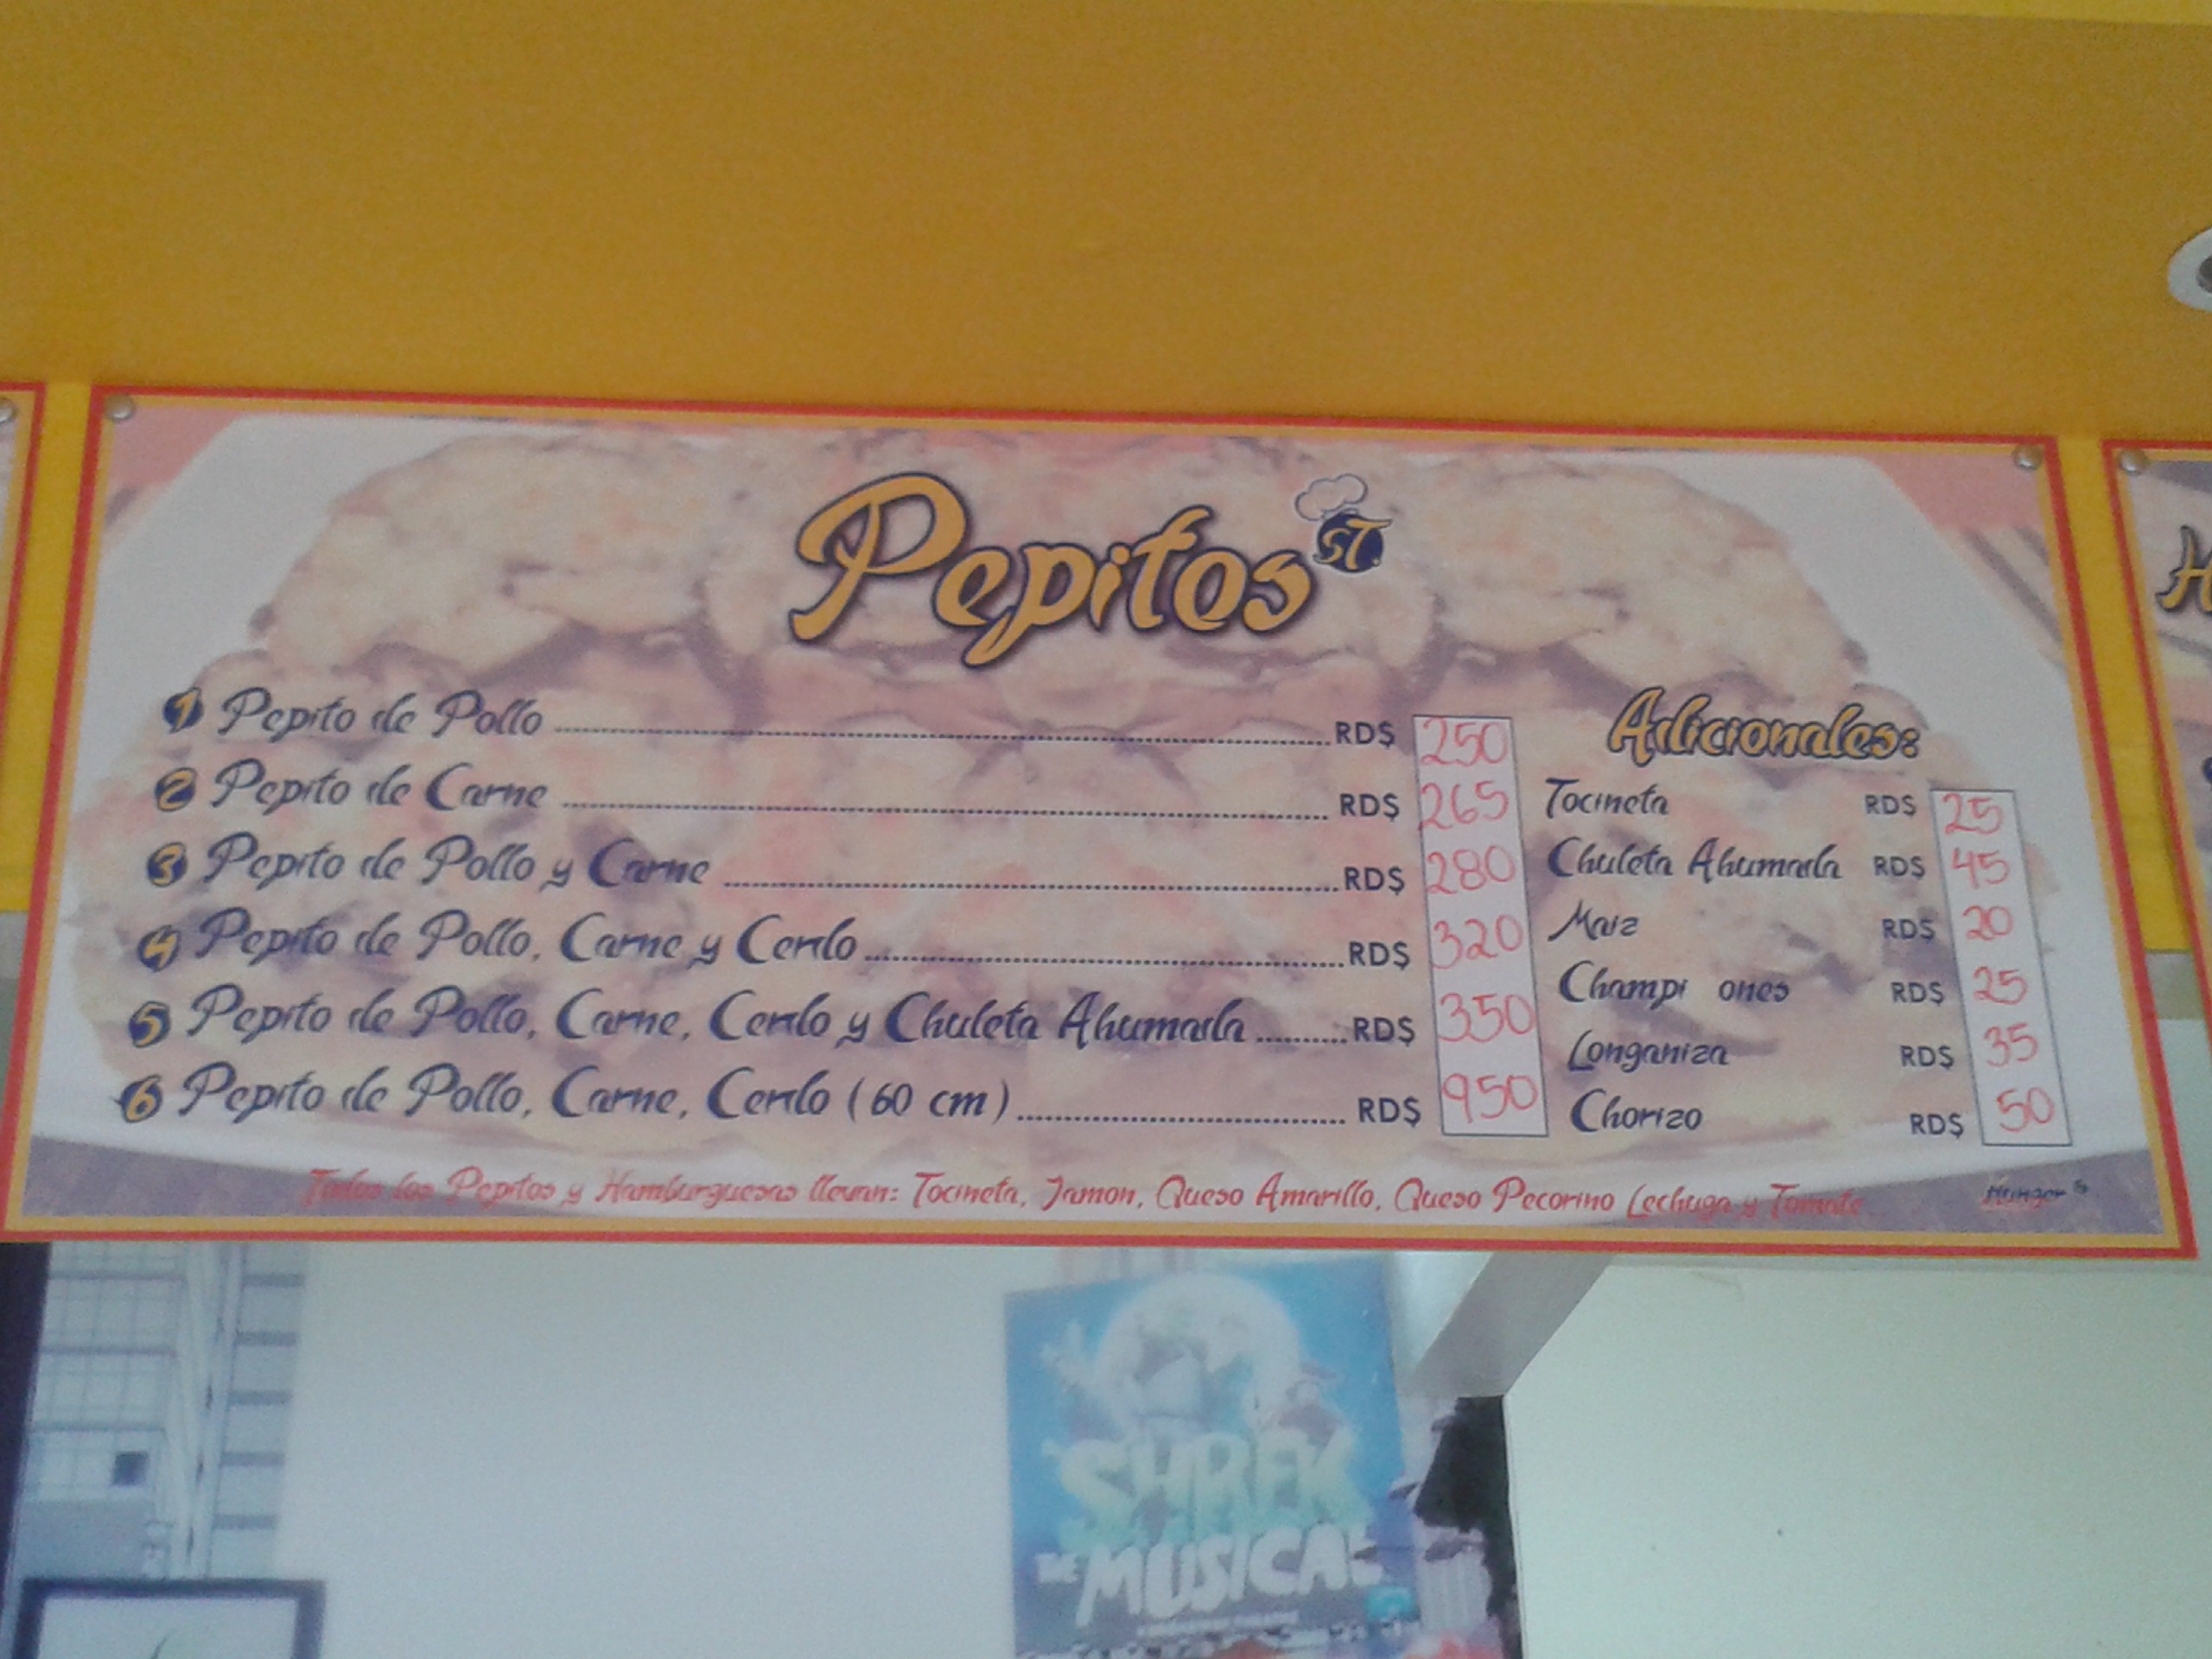 Pepitos ST.
1 Pepito de Pollo RD$ 250
2 Pepito de Carne RD$ 265
3 Pepito de Pollo y Carne RD$ 280
4 Pepito de Pollo, Carne y Cerdo RD$ 320
5 Pepito de Pollo, Carne, Cerdo y Chuleta Ahumada RD$ 350
6 Pepito de Pollo, Carne, Cerdo (60 cm) RD$ 950
Adicionales:
Tocineta RD$ 25
Chuleta Ahumada RD$ 45
Maiz RD$ 20
Champi ones RD$ 25
Longaniza RD$ 35
Chorizo RD$ 50
Todos los Pepitos y Hamburguesas llevan: Tocineta, Jamon, Queso Amarillo, Queso Pecorino Lechuga y Tomate
H
SHREK
THE MUSICAL